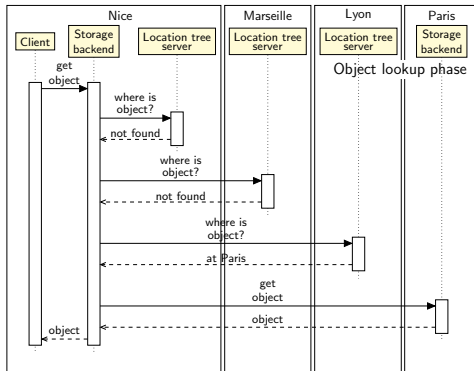 Nice
Marseille
Lyon
Paris
Client
Storage
backend
Location tree
server
Location tree
server
Location tree
server
Storage
backend
Object lookup phase
get
object
where is
object?
not found
where is
object?
not found
where is
object?
at Paris
get
object
object
object